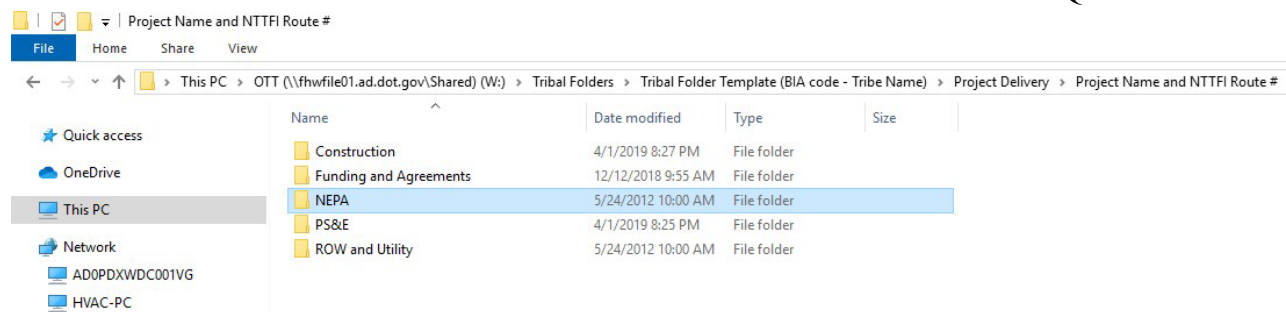 Project Name and NTTFI Route #
File Home Share View
This PC > OTT (\\fhwfile01.ad.dot.gov\Shared) (W:) > Tribal Folders > Tribal Folder Template (BIA code - Tribe Name) > Project Delivery > Project Name and NTTFI Route #
Name Date modified Type Size
Quick access
OneDrive
This PC
Network
AD0PDXWDC001VG
HVAC-PC
Construction 4/1/2019 8:27 PM File folder
Funding and Agreements 12/12/2018 9:55 AM File folder
NEPA 5/24/2012 10:00 AM File folder
PS&E 4/1/2019 8:25 PM File folder
ROW and Utility 5/24/2012 10:00 AM File folder